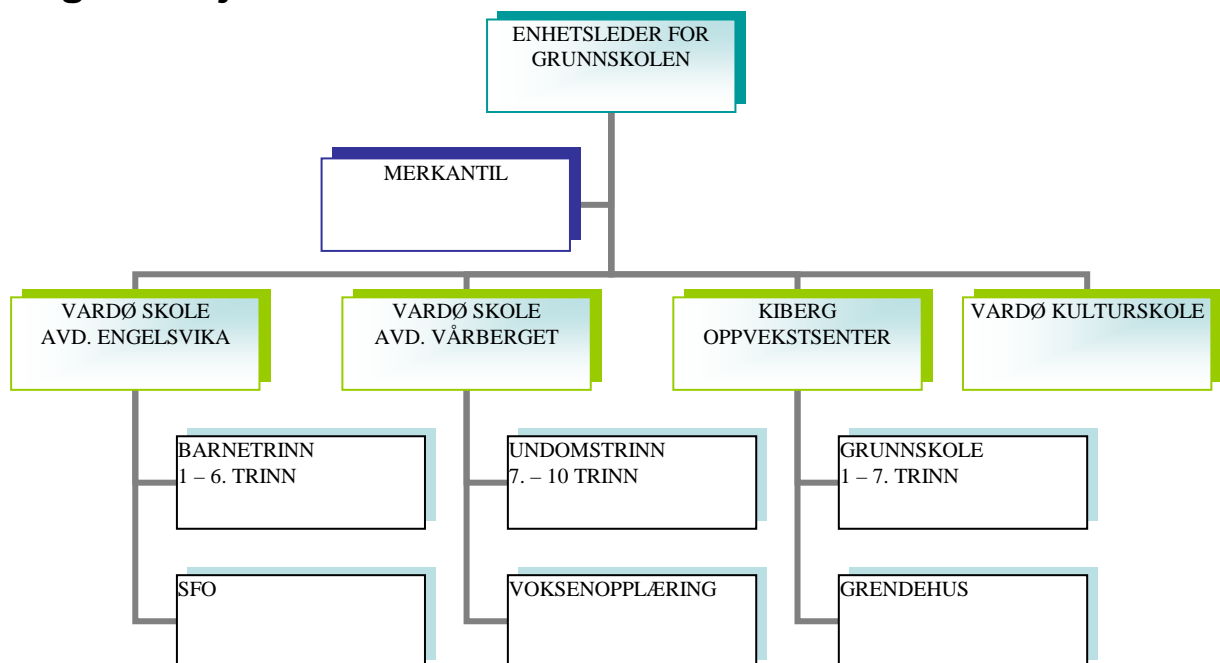 ENHETSLEDER FOR
GRUNNSKOLEN
MERKANTIL
VARDØ SKOLE
AVD. ENGELSVIKA
VARDØ SKOLE
AVD. VÅRBERGET
KIBERG
OPPVEKSTSENTER
VARDØ KULTURSKOLE
BARNETRINN
1 – 6. TRINN
UNDOMSTRINN
7. – 10 TRINN
GRUNNSKOLE
1 – 7. TRINN
SFO
VOKSENOPPLÆRING
GRENDEHUS